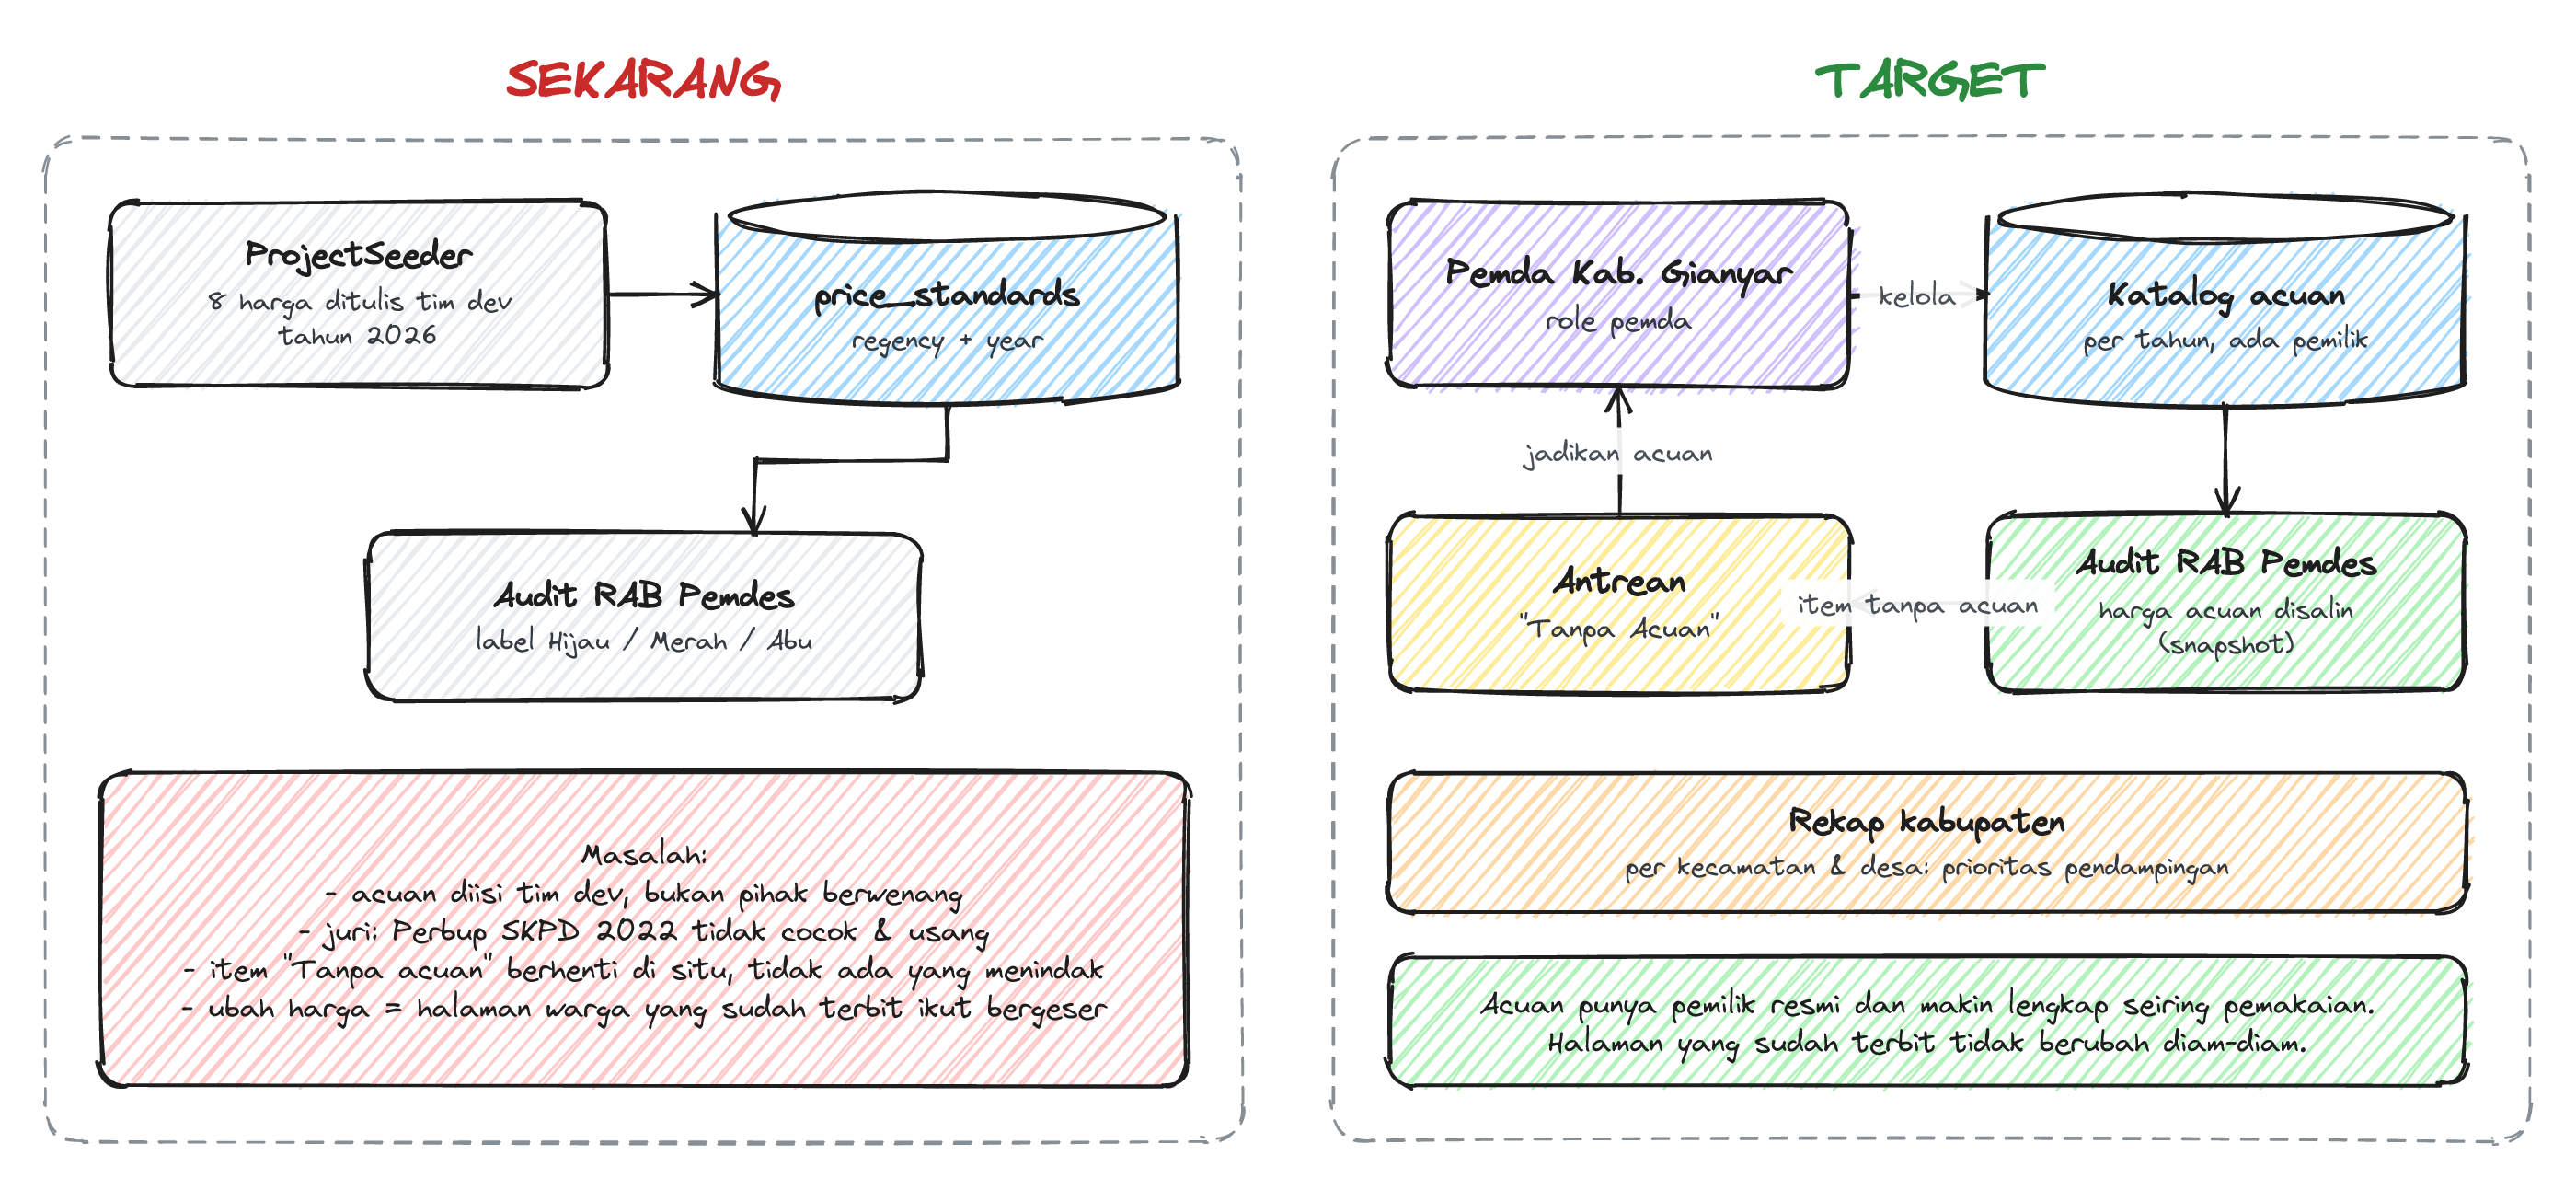 SEKARANG
ProjectSeeder
8 harga ditulis tim dev
tahun 2026
price_standards
regency + year
Audit RAB Pemdes
label Hijau / Merah / Abu
Masalah:
- acuan diisi tim dev, bukan pihak berwenang
- juri: Perbup SKPD 2022 tidak cocok & usang
- item "Tanpa acuan" berhenti di situ, tidak ada yang menindak
- ubah harga = halaman warga yang sudah terbit ikut bergeser
TARGET
Pemda Kab. Gianyar
role pemda
kelola
Katalog acuan
per tahun, ada pemilik
jadikan acuan
Antrean
"Tanpa Acuan"
item tanpa acuan
Audit RAB Pemdes
harga acuan disalin
(snapshot)
Rekap kabupaten
per kecamatan & desa: prioritas pendampingan
Acuan punya pemilik resmi dan makin lengkap seiring pemakaian.
Halaman yang sudah terbit tidak berubah diam-diam.